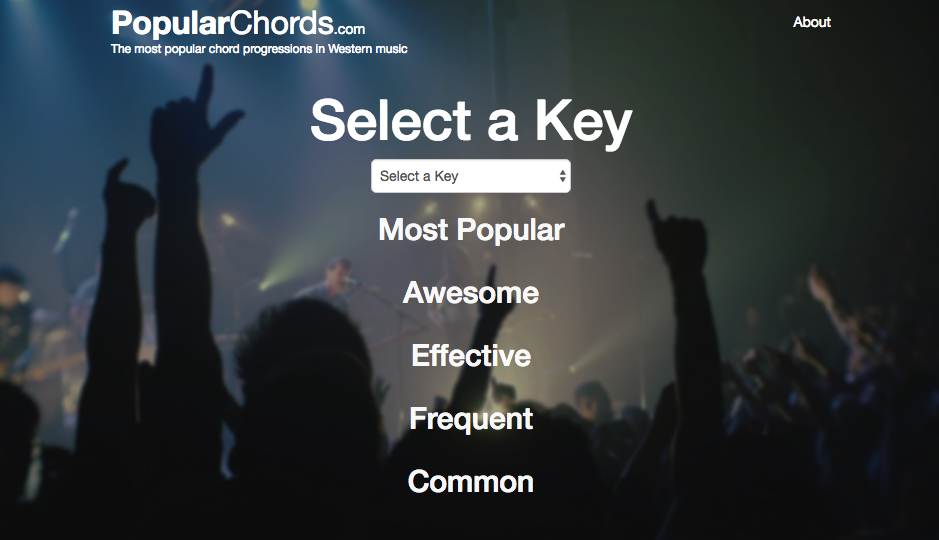 PopularChords.com
About
The most popular chord progressions in Western music
Select a Key
Select a Key
Most Popular
Awesome
Effective
Frequent
Common